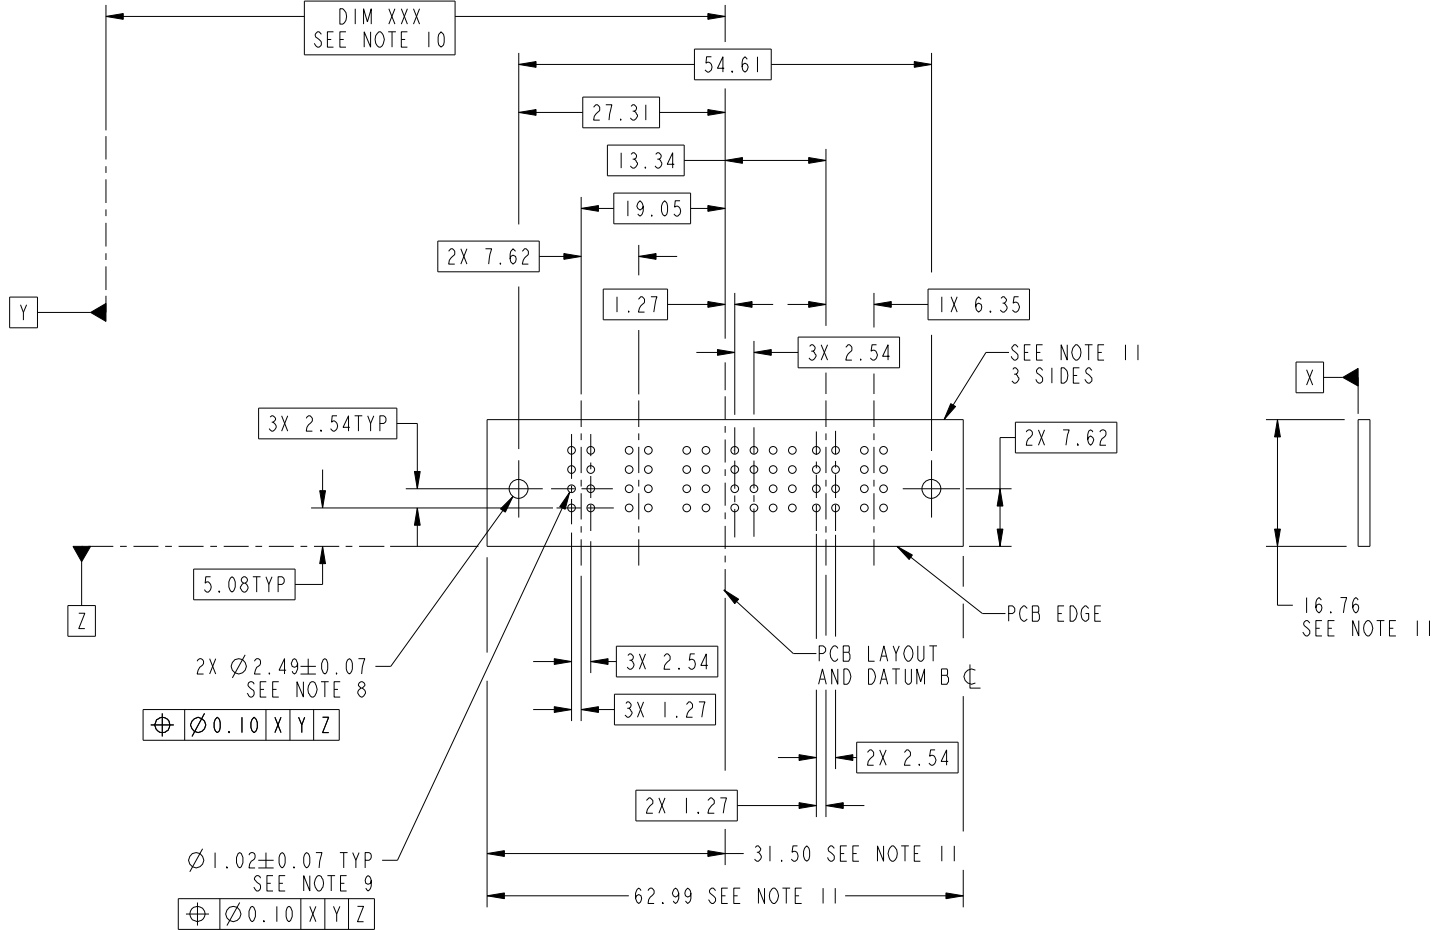 DIM XXX
SEE NOTE 10
54.61
27.31
13.34
19.05
2X 7.62
1.27
1X 6.35
Y
3X 2.54
SEE NOTE 11
3 SIDES
X
3X 2.54TYP
2X 7.62
5.08TYP
Z
PCB EDGE
16.76
SEE NOTE 11
2X Ø2.49±0.07
SEE NOTE 8
3X 2.54
PCB LAYOUT
AND DATUM B ℄
⌖ Ø0.10 X Y Z
3X 1.27
2X 2.54
2X 1.27
Ø1.02±0.07 TYP
SEE NOTE 9
31.50 SEE NOTE 11
62.99 SEE NOTE 11
⌖ Ø0.10 X Y Z